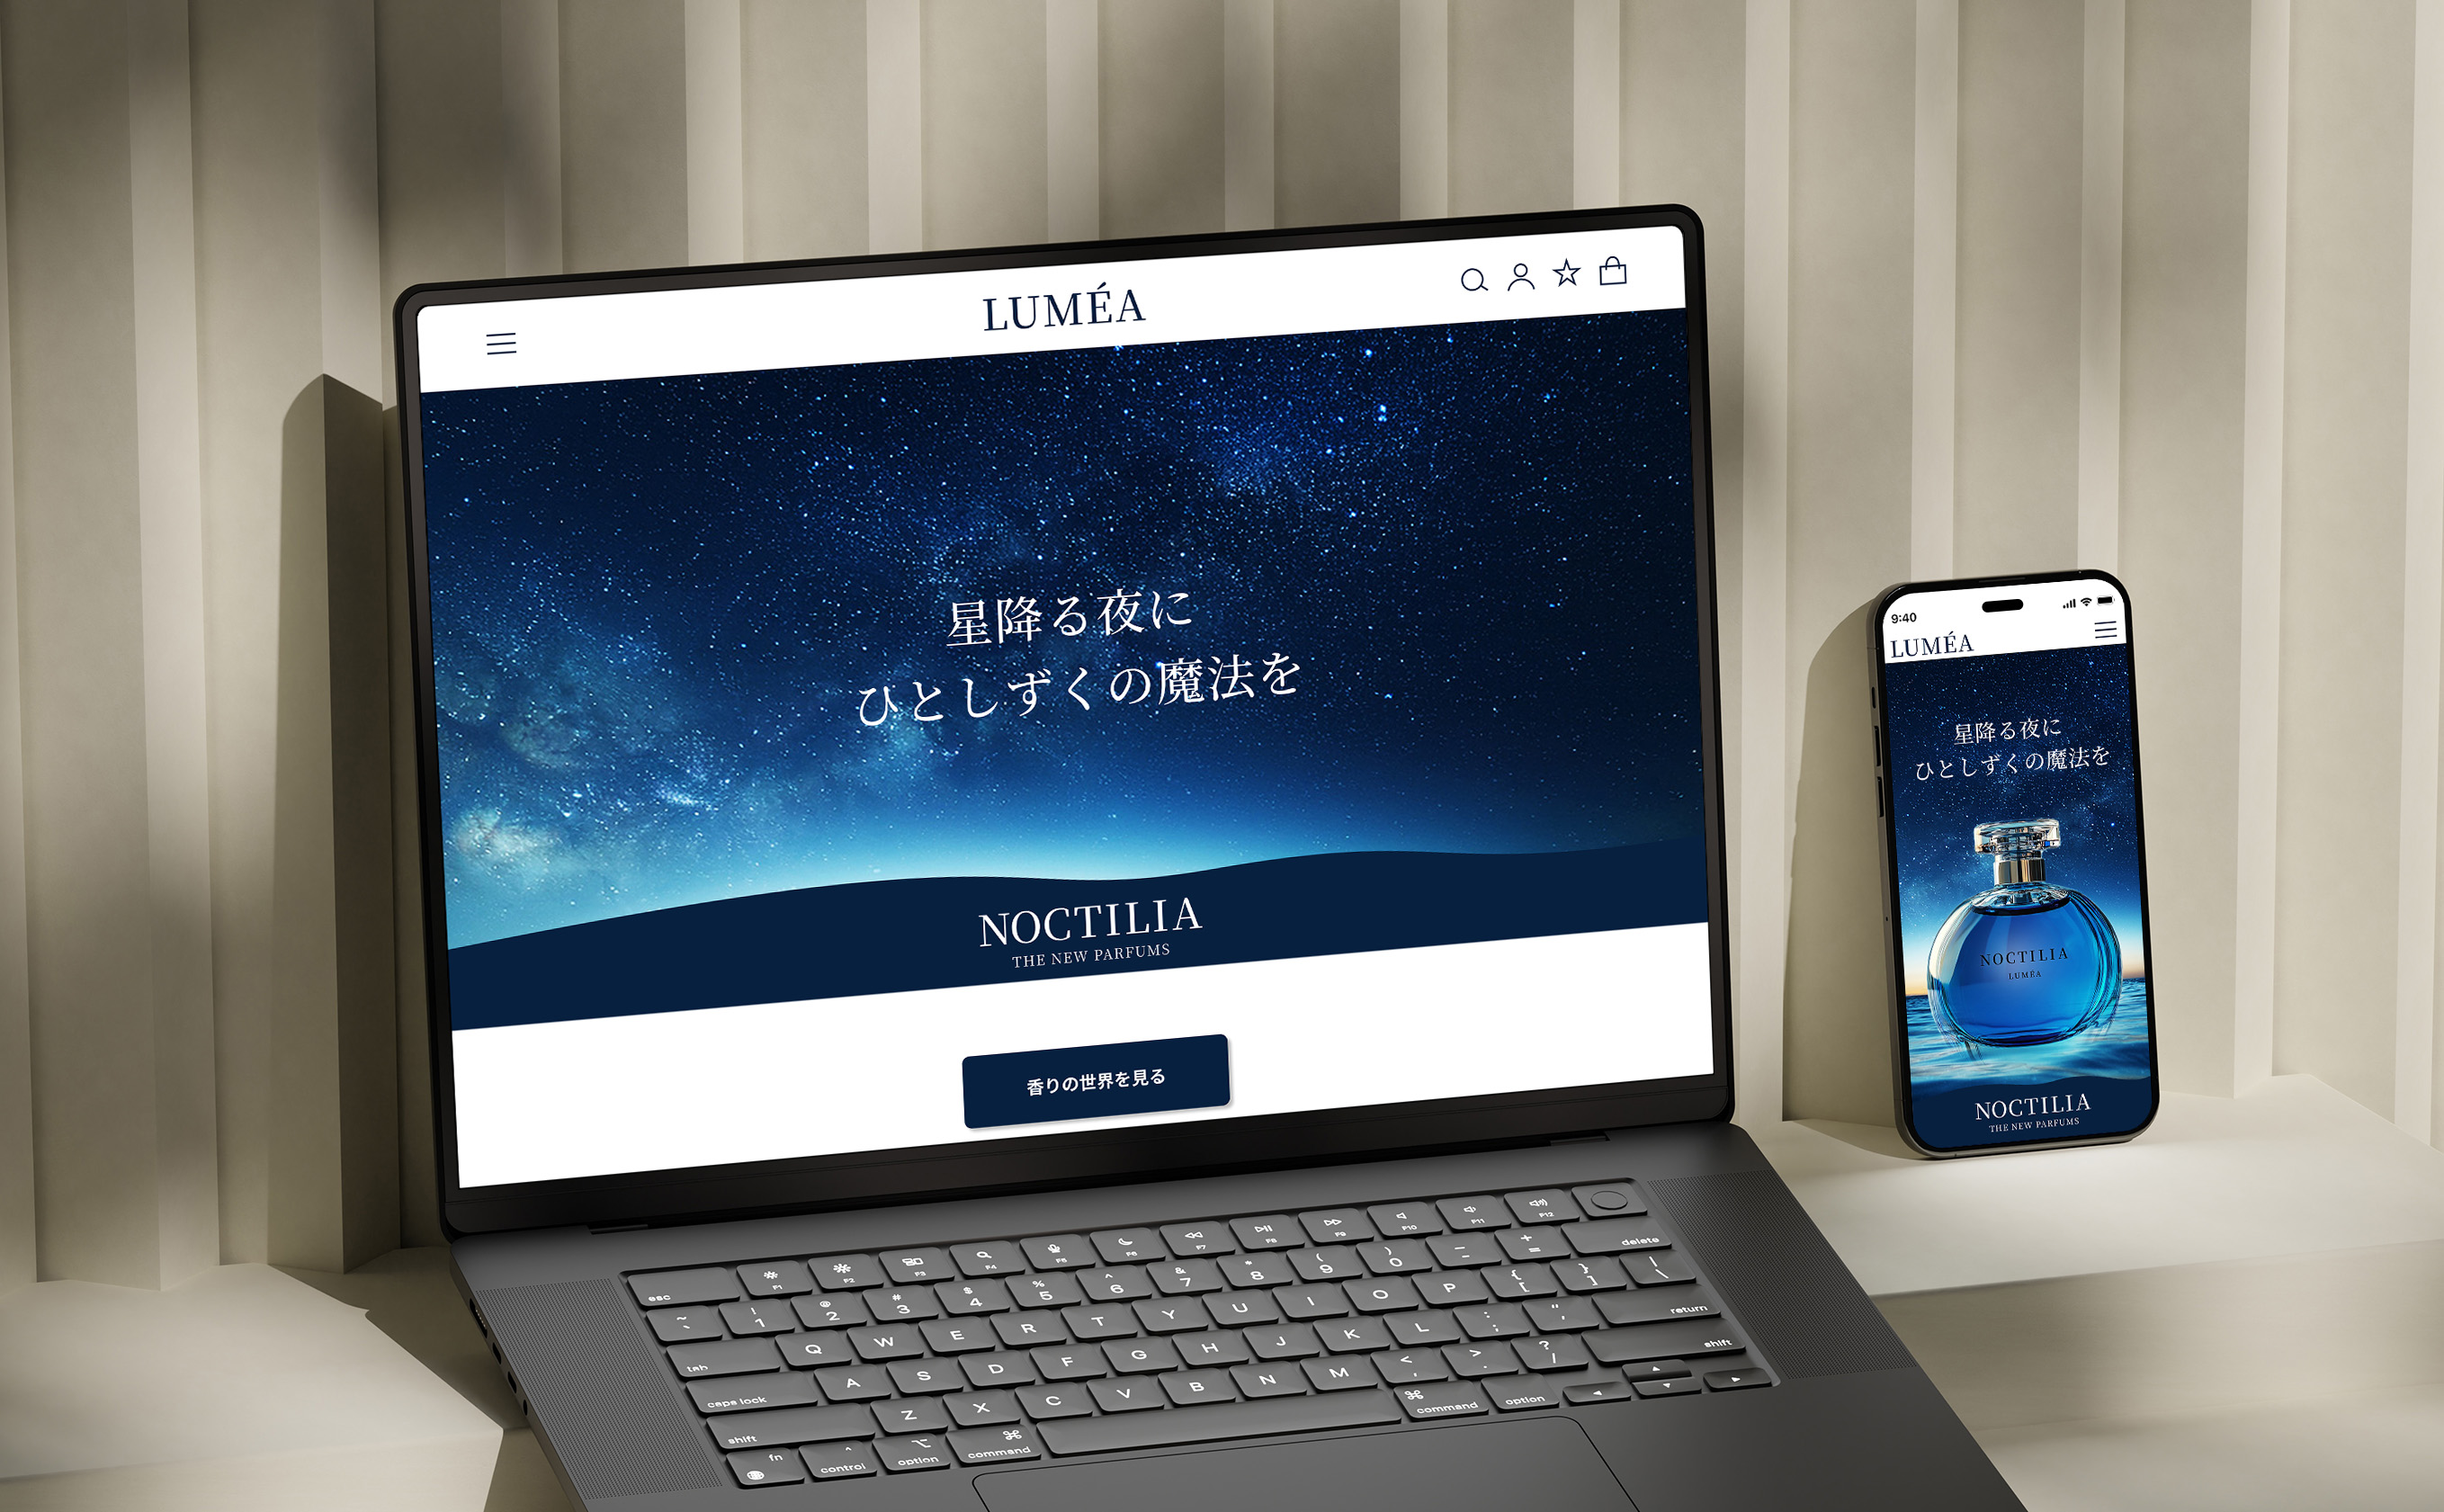 LUMÉA
星降る夜に
ひとしずくの魔法を
NOCTILIA
THE NEW PARFUMS
香りの世界を見る
9:40
LUMÉA
星降る夜に
ひとしずくの魔法を
NOCTILIA
LUMÉA
NOCTILIA
THE NEW PARFUMS
esc F1 F2 F3 F4 F5 F6 F7 F8 F9 F10 F11 F12
~ ! @ # $ % ^ & * ( ) _ + delete
` 1 2 3 4 5 6 7 8 9 0 - =
tab Q W E R T Y U I O P { [ } ] | \
caps lock A S D F G H J K L : ; " ' return
shift Z X C V B N M < , > . ? / shift
fn control option command command option